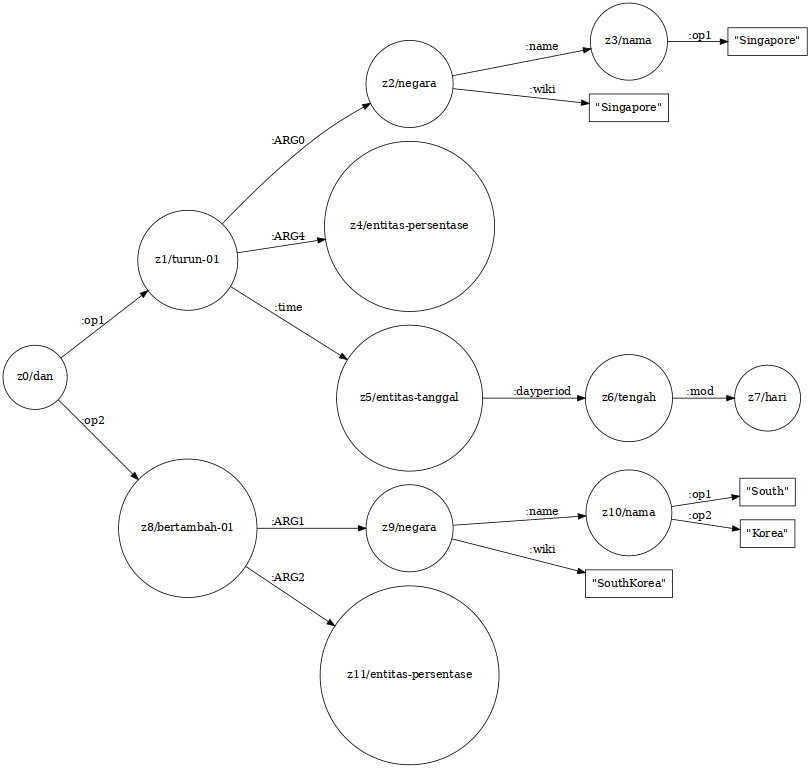 z0/dan
:op1
z1/turun-01
:ARG0
z2/negara
:name
z3/nama
:op1
"Singapore"
:wiki
"Singapore"
:ARG4
z4/entitas-persentase
:time
z5/entitas-tanggal
:dayperiod
z6/tengah
:mod
z7/hari
:op2
z8/bertambah-01
:ARG1
z9/negara
:name
z10/nama
:op1
"South"
:op2
"Korea"
:wiki
"SouthKorea"
:ARG2
z11/entitas-persentase